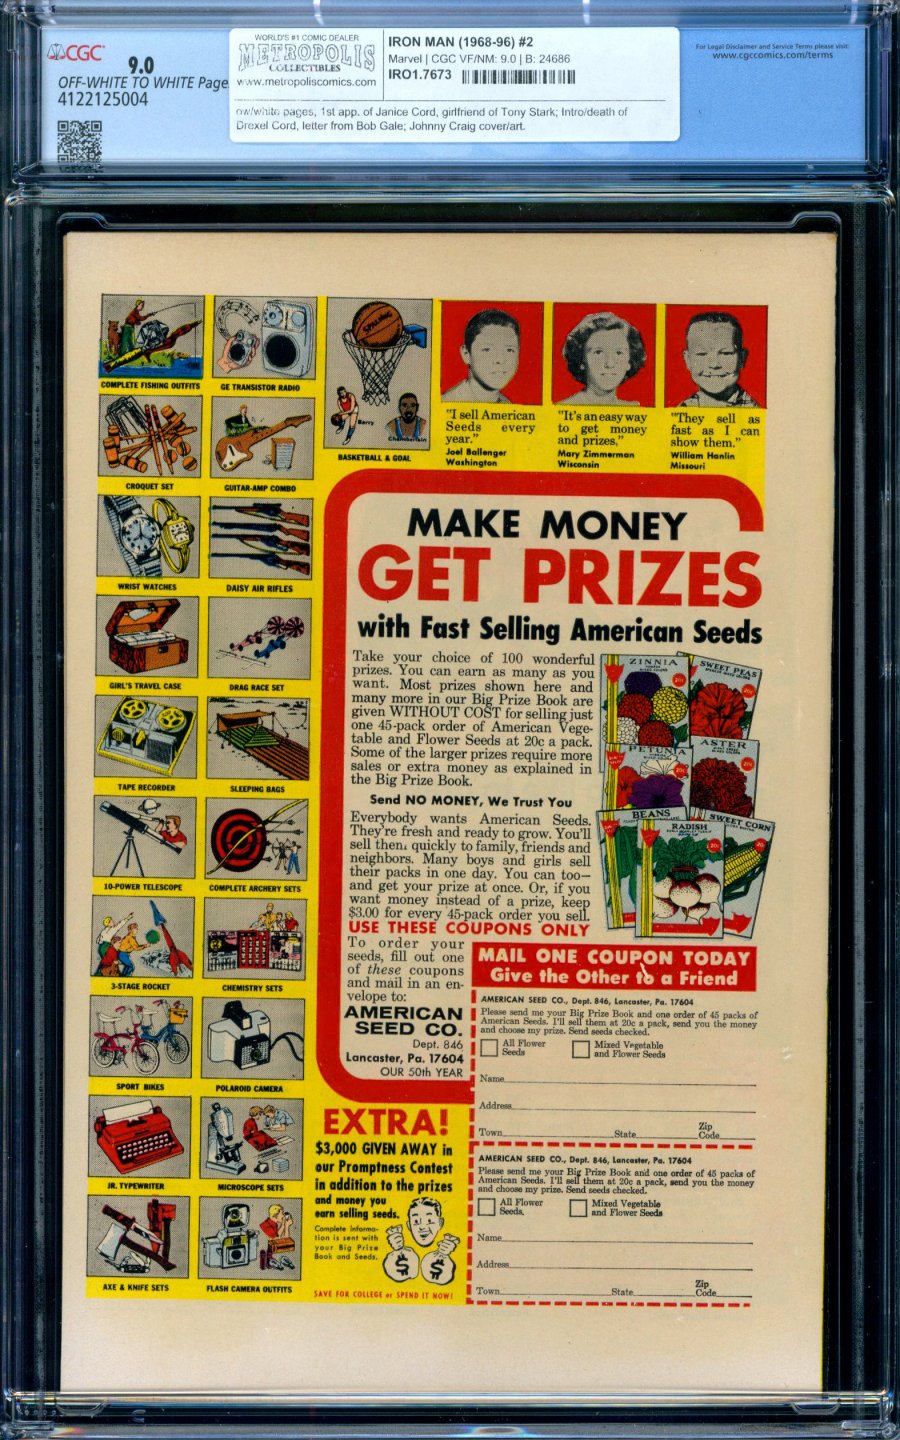 CGC
9.0
OFF-WHITE TO WHITE Page
4122125004
WORLD'S #1 COMIC DEALER
METROPOLIS
COLLECTIBLES
www.metropoliscomics.com
IRON MAN (1968-96) #2
Marvel | CGC VF/NM: 9.0 | B: 24686
IRO1.7673
ow/white pages; 1st app. of Janice Cord, girlfriend of Tony Stark; Intro/death of
Drexel Cord, letter from Bob Gale; Johnny Craig cover/art.
For Legal Disclaimer and Service Terms please visit:
www.cgccomics.com/terms
COMPLETE FISHING OUTFITS
GE TRANSISTOR RADIO
CROQUET SET
GUITAR-AMP COMBO
SPALDING
Barry
Chamberlain
BASKETBALL & GOAL
"I sell American
Seeds every
year."
Joel Ballenger
Washington
"It's an easy way
to get money
and prizes,"
Mary Zimmerman
Wisconsin
"They sell as
fast as I can
show them."
William Hanlin
Missouri
WRIST WATCHES
DAISY AIR RIFLES
GIRL'S TRAVEL CASE
DRAG RACE SET
TAPE RECORDER
SLEEPING BAGS
10-POWER TELESCOPE
COMPLETE ARCHERY SETS
3-STAGE ROCKET
CHEMISTRY SETS
SPORT BIKES
POLAROID CAMERA
JR. TYPEWRITER
MICROSCOPE SETS
AXE & KNIFE SETS
FLASH CAMERA OUTFITS
MAKE MONEY
GET PRIZES
with Fast Selling American Seeds
Take your choice of 100 wonderful
prizes. You can earn as many as you
want. Most prizes shown here and
many more in our Big Prize Book are
given WITHOUT COST for selling just
one 45-pack order of American Vege-
table and Flower Seeds at 20c a pack.
Some of the larger prizes require more
sales or extra money as explained in
the Big Prize Book.
Send NO MONEY, We Trust You
Everybody wants American Seeds.
They're fresh and ready to grow. You'll
sell them quickly to family, friends and
neighbors. Many boys and girls sell
their packs in one day. You can too—
and get your prize at once. Or, if you
want money instead of a prize, keep
$3.00 for every 45-pack order you sell.
ZINNIA
SWEET PEAS
20¢
PETUNIA
ASTER
20¢
BEANS
RADISH
20¢
SWEET CORN
USE THESE COUPONS ONLY
To order your
seeds, fill out one
of these coupons
and mail in an en-
velope to:
AMERICAN
SEED CO.
Dept. 846
Lancaster, Pa. 17604
OUR 50th YEAR
MAIL ONE COUPON TODAY
Give the Other to a Friend
AMERICAN SEED CO., Dept. 846, Lancaster, Pa. 17604
Please send me your Big Prize Book and one order of 45 packs of
American Seeds. I'll sell them at 20c a pack, send you the money
and choose my prize. Send seeds checked.
All Flower
Seeds
Mixed Vegetable
and Flower Seeds
Name
Address
Town State Zip
Code
AMERICAN SEED CO., Dept. 846, Lancaster, Pa. 17604
Please send me your Big Prize Book and one order of 45 packs of
American Seeds. I'll sell them at 20c a pack, send you the money
and choose my prize. Send seeds checked.
All Flower
Seeds.
Mixed Vegetable
and Flower Seeds
Name
Address
Town State Zip
Code
EXTRA!
$3,000 GIVEN AWAY in
our Promptness Contest
in addition to the prizes
and money you
earn selling seeds.
Complete informa-
tion is sent with
your Big Prize
Book and Seeds.
$ $
SAVE FOR COLLEGE or SPEND IT NOW!